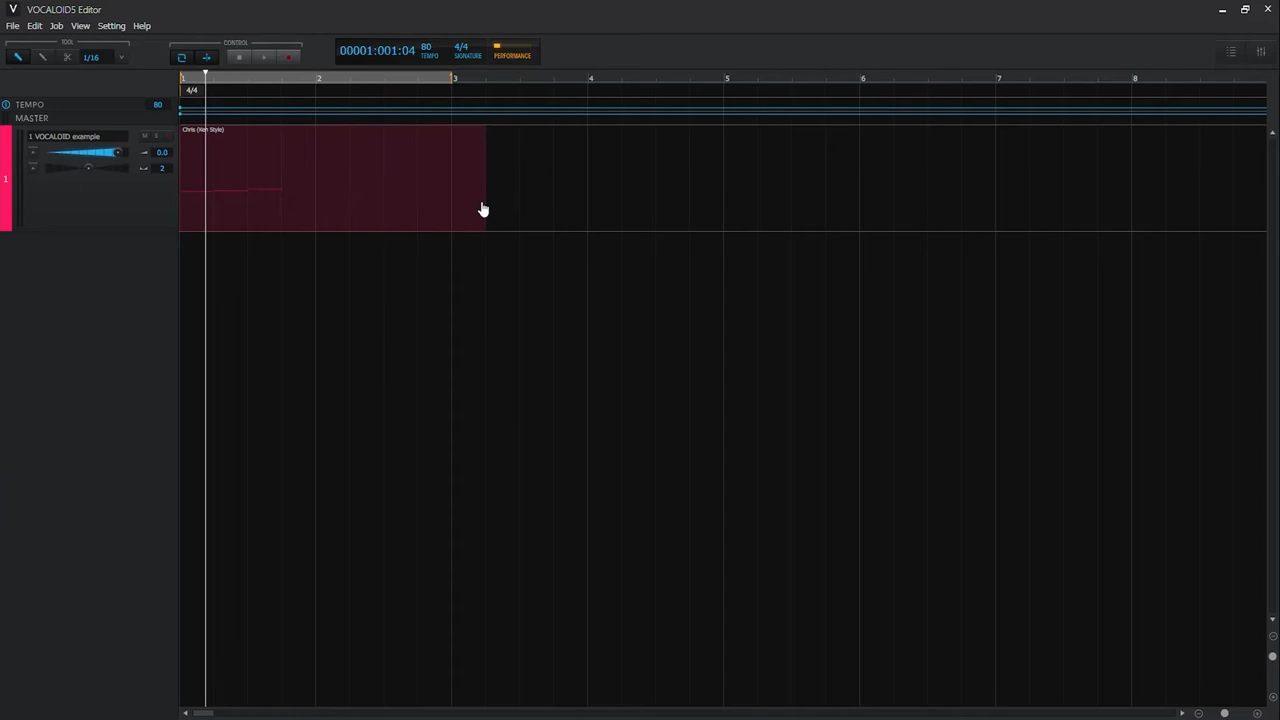 VOCALOID5 Editor
File Edit Job View Setting Help
TOOL
1/16
CONTROL
00001:001:04
80
TEMPO
4/4
SIGNATURE
PERFORMANCE
1 2 3 4 5 6 7 8
4/4
TEMPO 80
MASTER
1
1 VOCALOID example
M S
0.0
2
Chris (Ken Style)